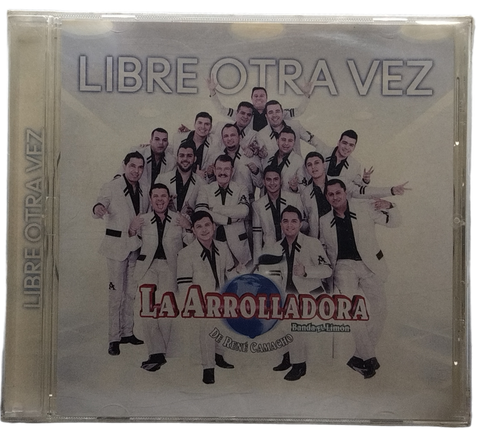 LIBRE OTRA VEZ
LIBRE OTRA VEZ
LA ARROLLADORA
Banda el Limón
DE RENÉ CAMACHO